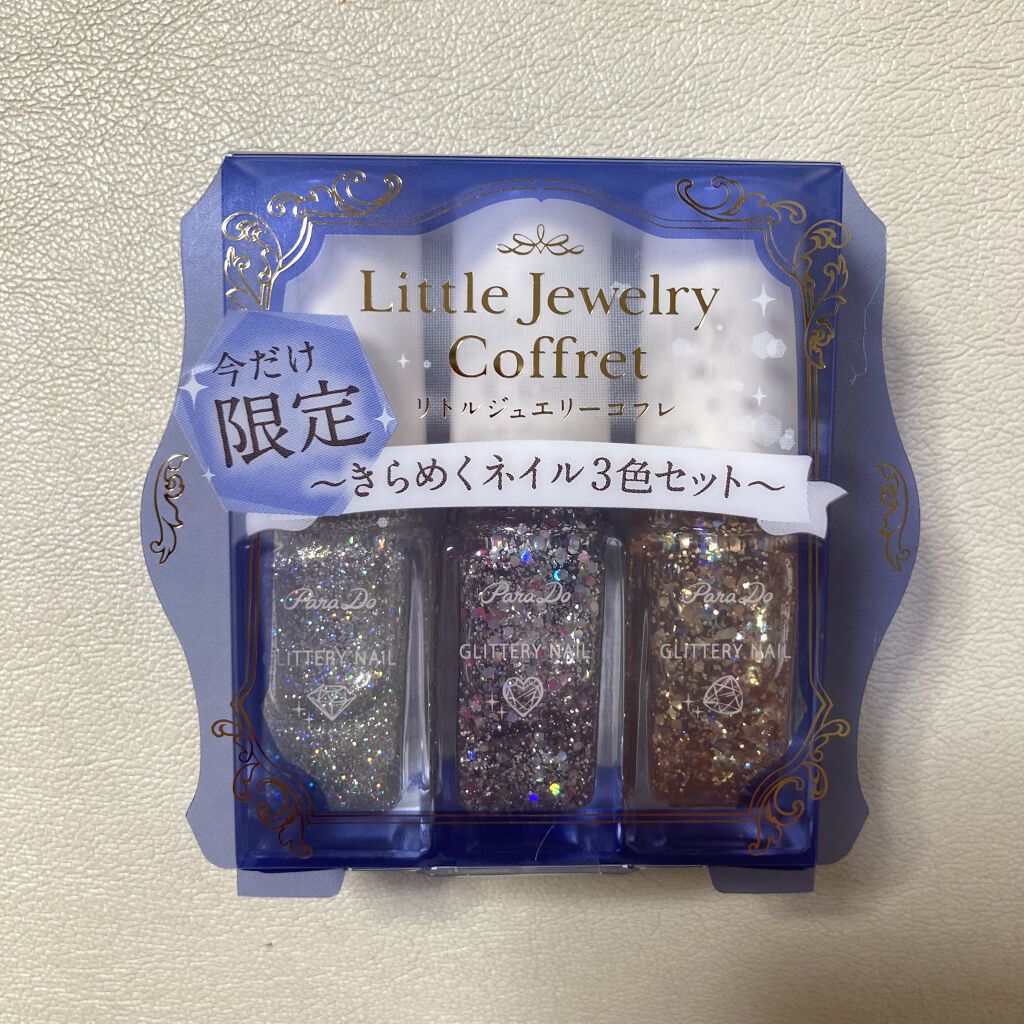 Little Jewelry
Coffret
リトルジュエリーコフレ
今だけ
限定
～きらめくネイル3色セット～
Para Do
LITTERY NAIL
Para Do
GLITTERY NAIL
Para Do
GLITTERY NAIL